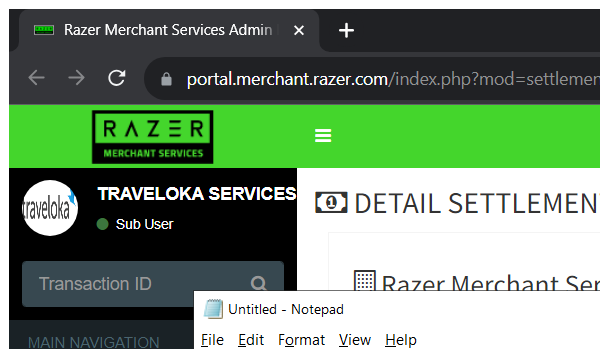 Razer Merchant Services Admin
portal.merchant.razer.com/index.php?mod=settlemen
RAZER
MERCHANT SERVICES
traveloka
TRAVELOKA SERVICES
Sub User
DETAIL SETTLEMEN
Transaction ID
Razer Merchant Ser
Untitled - Notepad
MAIN NAVIGATION
File Edit Format View Help